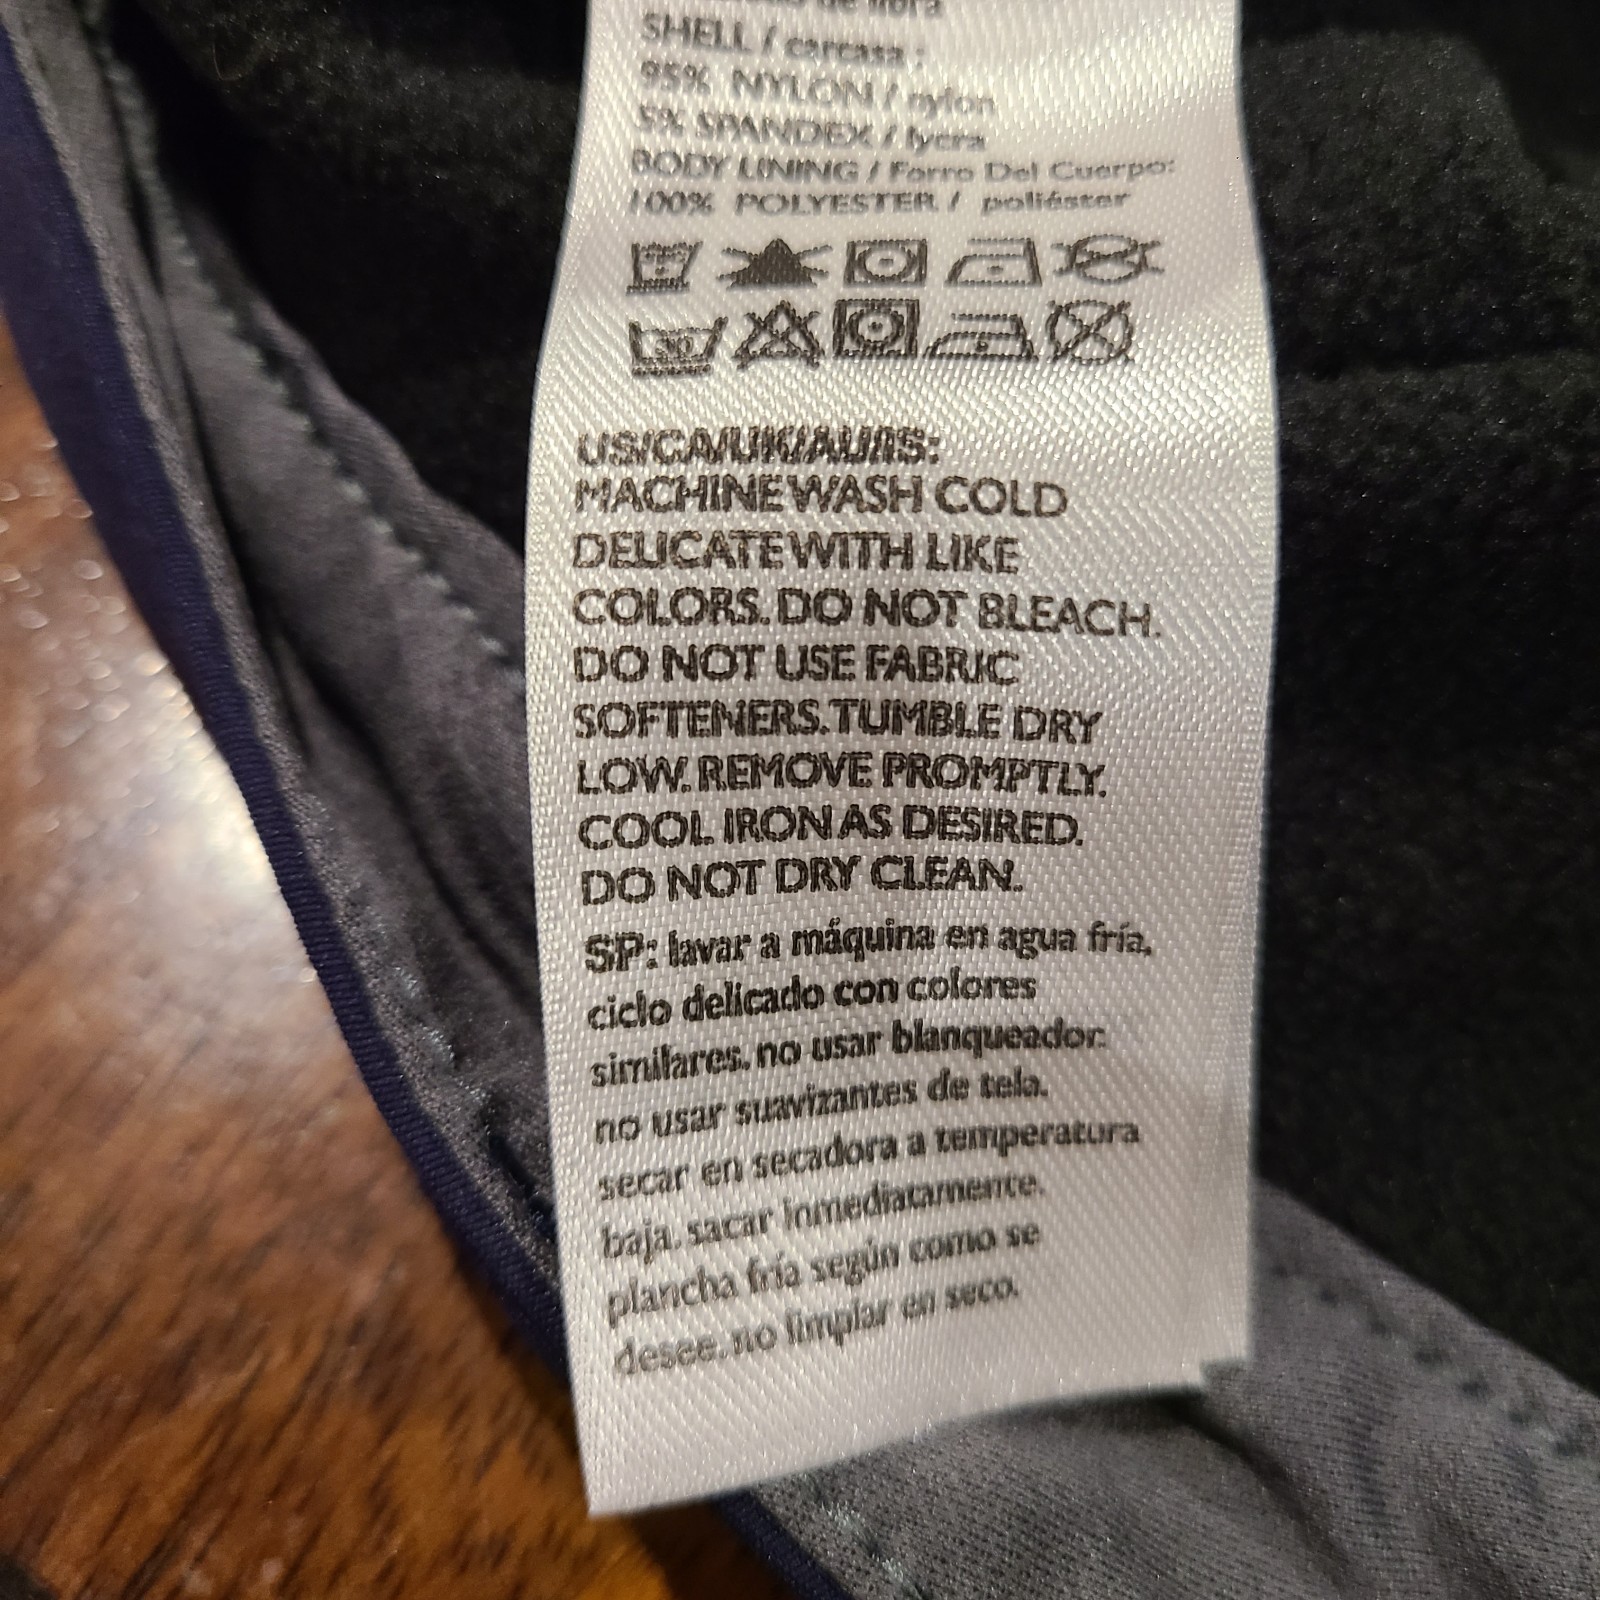 de fibra
SHELL / carcasa :
95% NYLON / nylon
5% SPANDEX / lycra
BODY LINING / Forro Del Cuerpo:
100% POLYESTER / poliéster
30
US/CA/UK/AU/IS:
MACHINE WASH COLD
DELICATE WITH LIKE
COLORS. DO NOT BLEACH.
DO NOT USE FABRIC
SOFTENERS. TUMBLE DRY
LOW. REMOVE PROMPTLY.
COOL IRON AS DESIRED.
DO NOT DRY CLEAN.
SP: lavar a máquina en agua fría,
ciclo delicado con colores
similares. no usar blanqueador.
no usar suavizantes de tela.
secar en secadora a temperatura
baja. sacar inmediatamente.
plancha fría según como se
desee. no limpiar en seco.